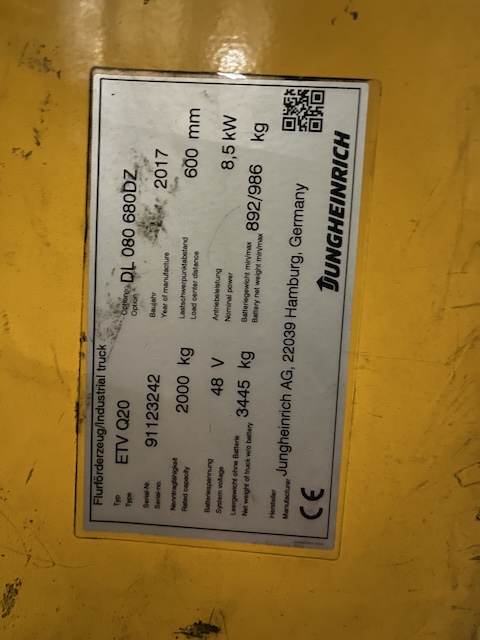 Flurförderzeug/Industrial truck
Typ
Type
ETV Q20
Option
Option
DL 080 680DZ
Serial-Nr.
Serial-no.
91123242
Baujahr
Year of manufacture
2017
Nenntragfähigkeit
Rated capacity
2000 kg
Lastschwerpunktabstand
Load center distance
600 mm
Batteriespannung
System voltage
48 V
Antriebsleistung
Nominal power
8,5 kW
Leergewicht ohne Batterie
Net weight of truck w/o battery
3445 kg
Batteriegewicht min/max
Battery net weight min/max
892/986 kg
Hersteller
Manufacturer
Jungheinrich AG, 22039 Hamburg, Germany
CE
JUNGHEINRICH